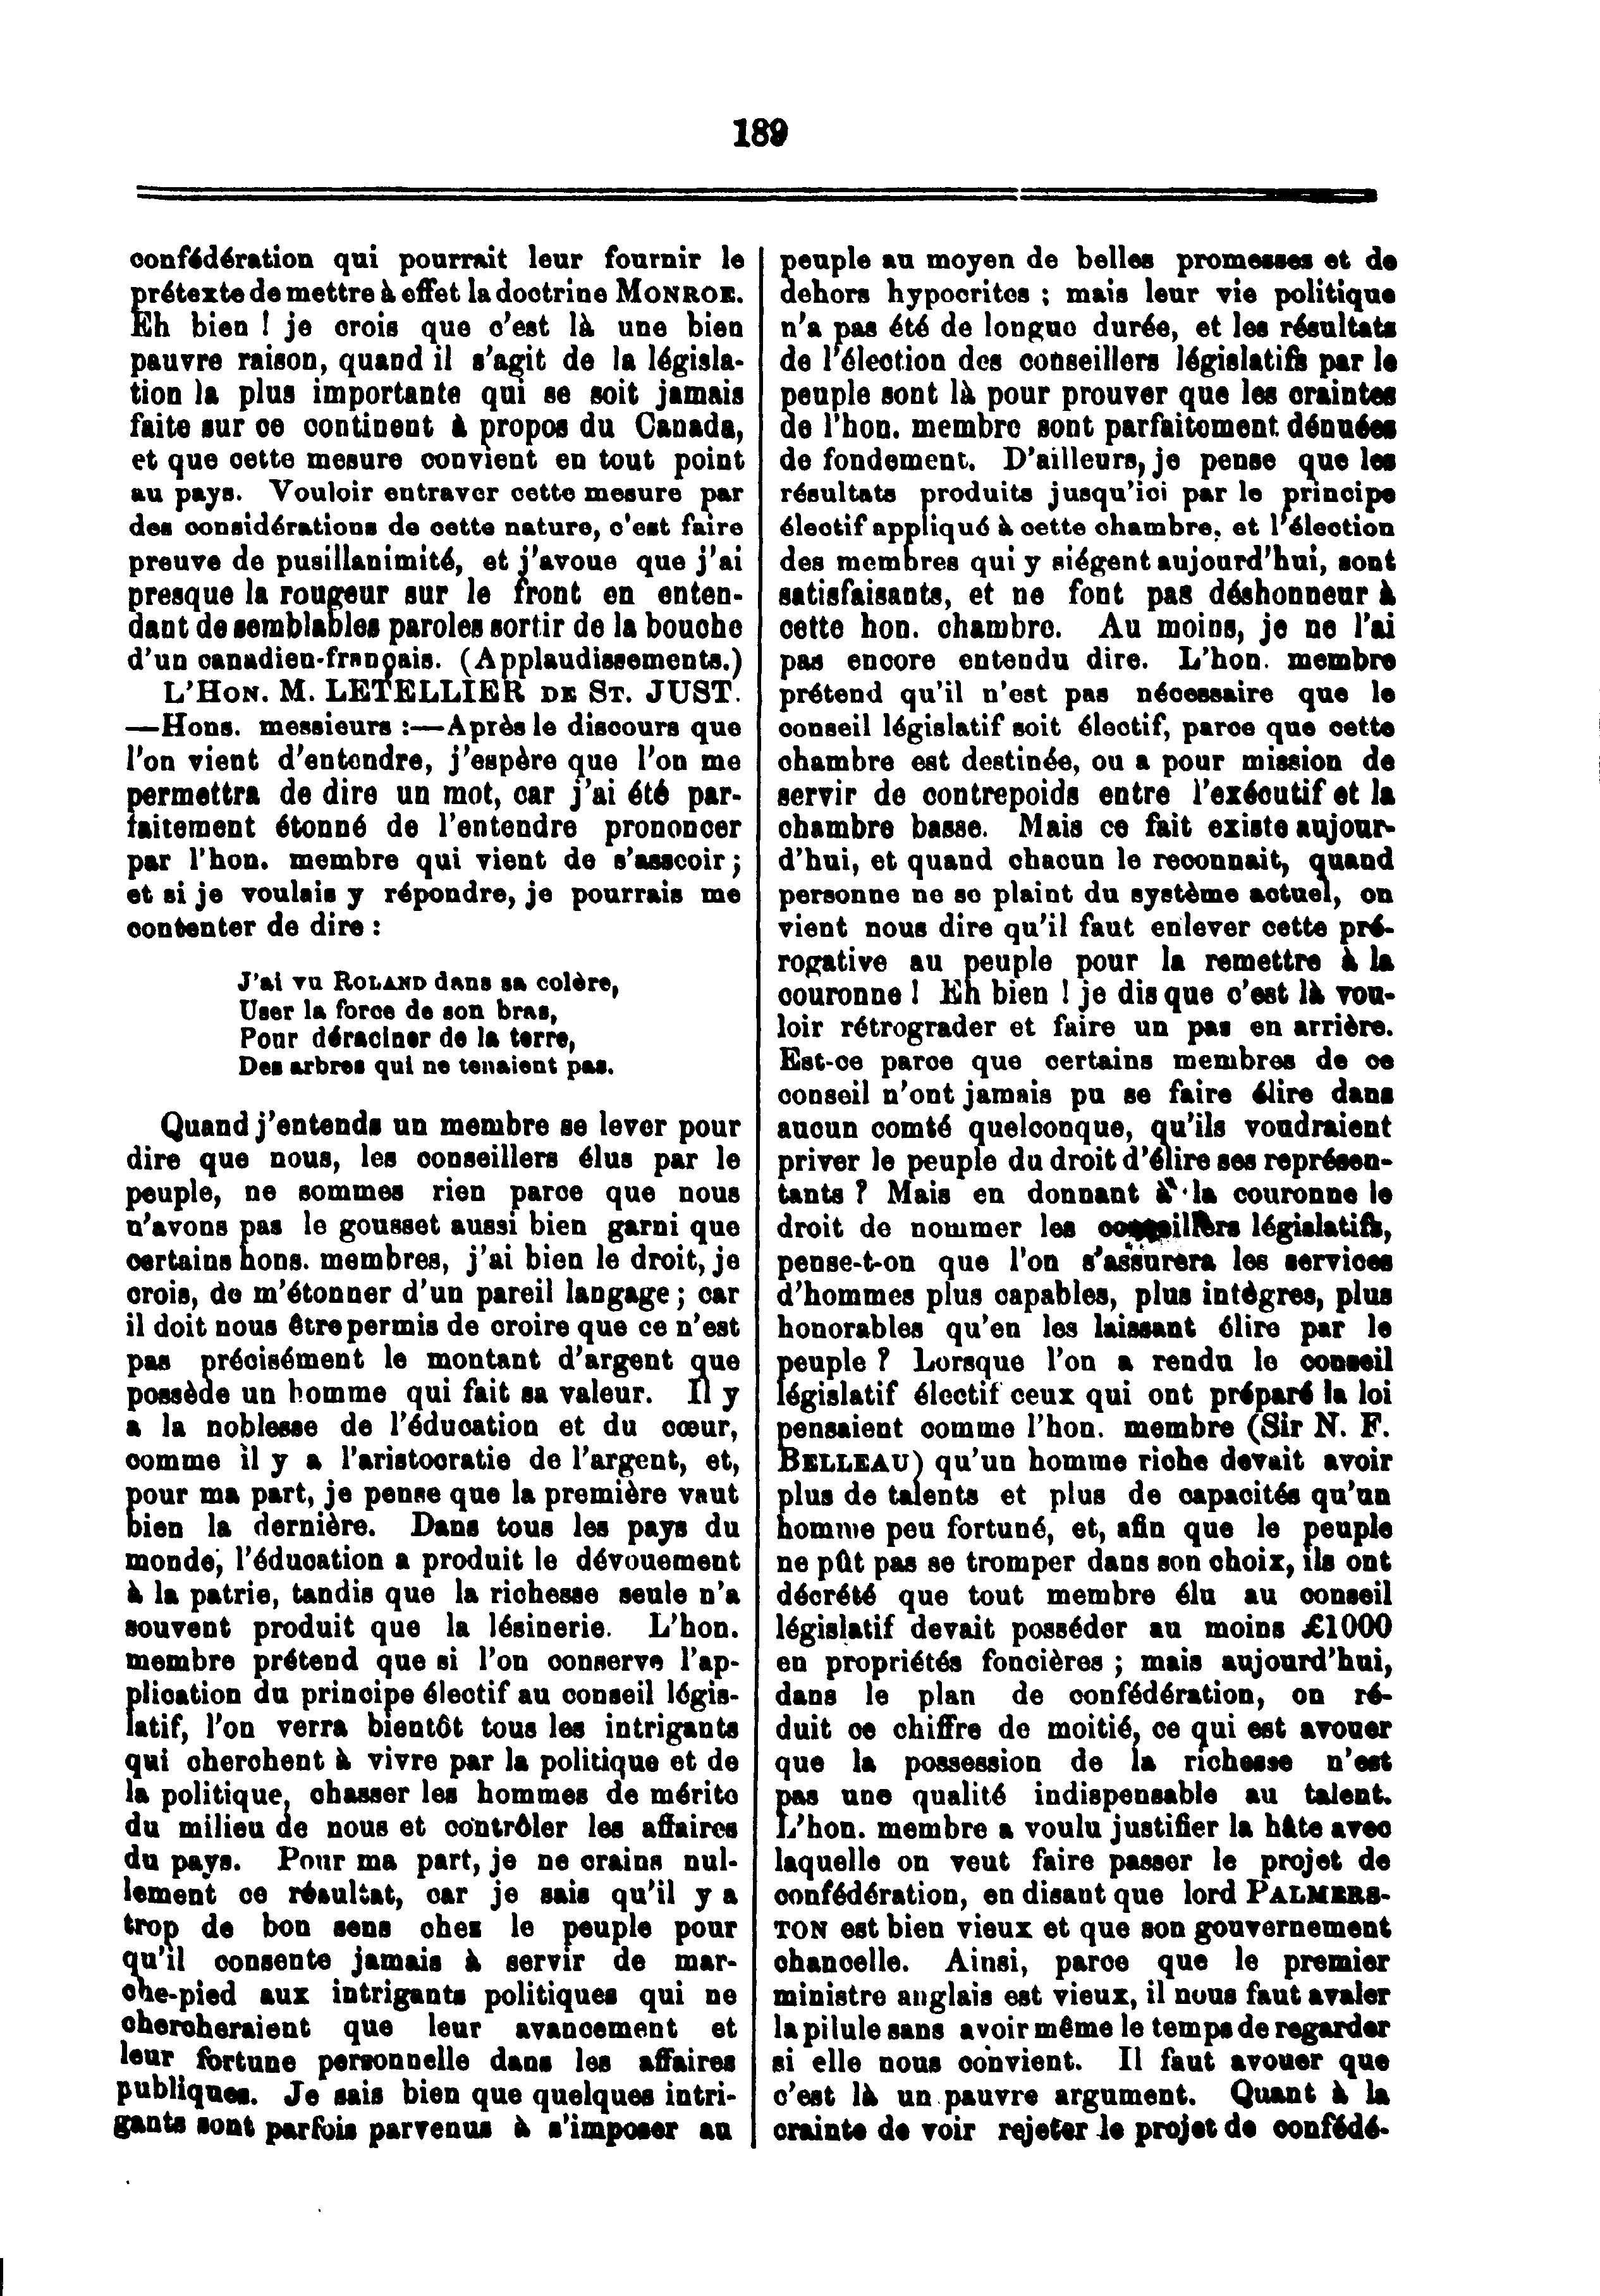 189
confédération qui pourrait leur fournir le
prétexte de mettre à effet la doctrine MONROE.
Eh bien ! je crois que c'est là une bien
pauvre raison, quand il s'agit de la législa-
tion la plus importante qui se soit jamais
faite sur ce continent à propos du Canada,
et que cette mesure convient en tout point
au pays. Vouloir entraver cette mesure par
des considérations de cette nature, c'est faire
preuve de pusillanimité, et j'avoue que j'ai
presque la rougeur sur le front en enten-
dant de semblables paroles sortir de la bouche
d'un canadien-français. (Applaudissements.)
L'HON. M. LETELLIER DE ST. JUST.
—Hons. messieurs :—Après le discours que
l'on vient d'entendre, j'espère que l'on me
permettra de dire un mot, car j'ai été par-
faitement étonné de l'entendre prononcer
par l'hon. membre qui vient de s'asseoir ;
et si je voulais y répondre, je pourrais me
contenter de dire :
J'ai vu ROLAND dans sa colère,
User la force de son bras,
Pour déraciner de la terre,
Des arbres qui ne tenaient pas.
Quand j'entends un membre se lever pour
dire que nous, les conseillers élus par le
peuple, ne sommes rien parce que nous
n'avons pas le gousset aussi bien garni que
certains hons. membres, j'ai bien le droit, je
crois, de m'étonner d'un pareil langage ; car
il doit nous être permis de croire que ce n'est
pas précisément le montant d'argent que
possède un homme qui fait sa valeur. Il y
a la noblesse de l'éducation et du cœur,
comme il y a l'aristocratie de l'argent, et,
pour ma part, je pense que la première vaut
bien la dernière. Dans tous les pays du
monde, l'éducation a produit le dévouement
à la patrie, tandis que la richesse seule n'a
souvent produit que la lésinerie. L'hon.
membre prétend que si l'on conserve l'ap-
plication du principe électif au conseil légis-
latif, l'on verra bientôt tous les intrigants
qui cherchent à vivre par la politique et de
la politique, chasser les hommes de mérite
du milieu de nous et contrôler les affaires
du pays. Pour ma part, je ne crains nul-
lement ce résultat, car je sais qu'il y a
trop de bon sens chez le peuple pour
qu'il consente jamais à servir de mar-
che-pied aux intrigants politiques qui ne
chercheraient que leur avancement et
leur fortune personnelle dans les affaires
publiques. Je sais bien que quelques intri-
gants sont parfois parvenus à s'imposer au
peuple au moyen de belles promesses et de
dehors hypocrites ; mais leur vie politique
n'a pas été de longue durée, et les résultats
de l'élection des conseillers législatifs par le
peuple sont là pour prouver que les craintes
de l'hon. membre sont parfaitement dénuées
de fondement. D'ailleurs, je pense que les
résultats produits jusqu'ici par le principe
électif appliqué à cette chambre, et l'élection
des membres qui y siégent aujourd'hui, sont
satisfaisants, et ne font pas déshonneur à
cette hon. chambre. Au moins, je ne l'ai
pas encore entendu dire. L'hon. membre
prétend qu'il n'est pas nécessaire que le
conseil législatif soit électif, parce que cette
chambre est destinée, ou a pour mission de
servir de contrepoids entre l'exécutif et la
chambre basse. Mais ce fait existe aujour-
d'hui, et quand chacun le reconnait, quand
personne ne se plaint du système actuel, on
vient nous dire qu'il faut enlever cette pré-
rogative au peuple pour la remettre à la
couronne ! Eh bien ! je dis que c'est là vou-
loir rétrograder et faire un pas en arrière.
Est-ce parce que certains membres de ce
conseil n'ont jamais pu se faire élire dans
aucun comté quelconque, qu'ils voudraient
priver le peuple du droit d'élire ses représen-
tants ? Mais en donnant à la couronne le
droit de nommer les conseillers législatifs,
pense-t-on que l'on s'assurera les services
d'hommes plus capables, plus intègres, plus
honorables qu'en les laissant élire par le
peuple ? Lorsque l'on a rendu le conseil
législatif électif ceux qui ont préparé la loi
pensaient comme l'hon. membre (Sir N. F.
BELLEAU) qu'un homme riche devait avoir
plus de talents et plus de capacités qu'un
homme peu fortuné, et, afin que le peuple
ne pût pas se tromper dans son choix, ils ont
décrété que tout membre élu au conseil
législatif devait posséder au moins £1000
en propriétés foncières ; mais aujourd'hui,
dans le plan de confédération, on ré-
duit ce chiffre de moitié, ce qui est avouer
que la possession de la richesse n'est
pas une qualité indispensable au talent.
L'hon. membre a voulu justifier la hâte avec
laquelle on veut faire passer le projet de
confédération, en disant que lord PALMERS-
TON est bien vieux et que son gouvernement
chancelle. Ainsi, parce que le premier
ministre anglais est vieux, il nous faut avaler
la pilule sans avoir même le temps de regarder
si elle nous convient. Il faut avouer que
c'est là un pauvre argument. Quant à la
crainte de voir rejeter le projet de confédé-